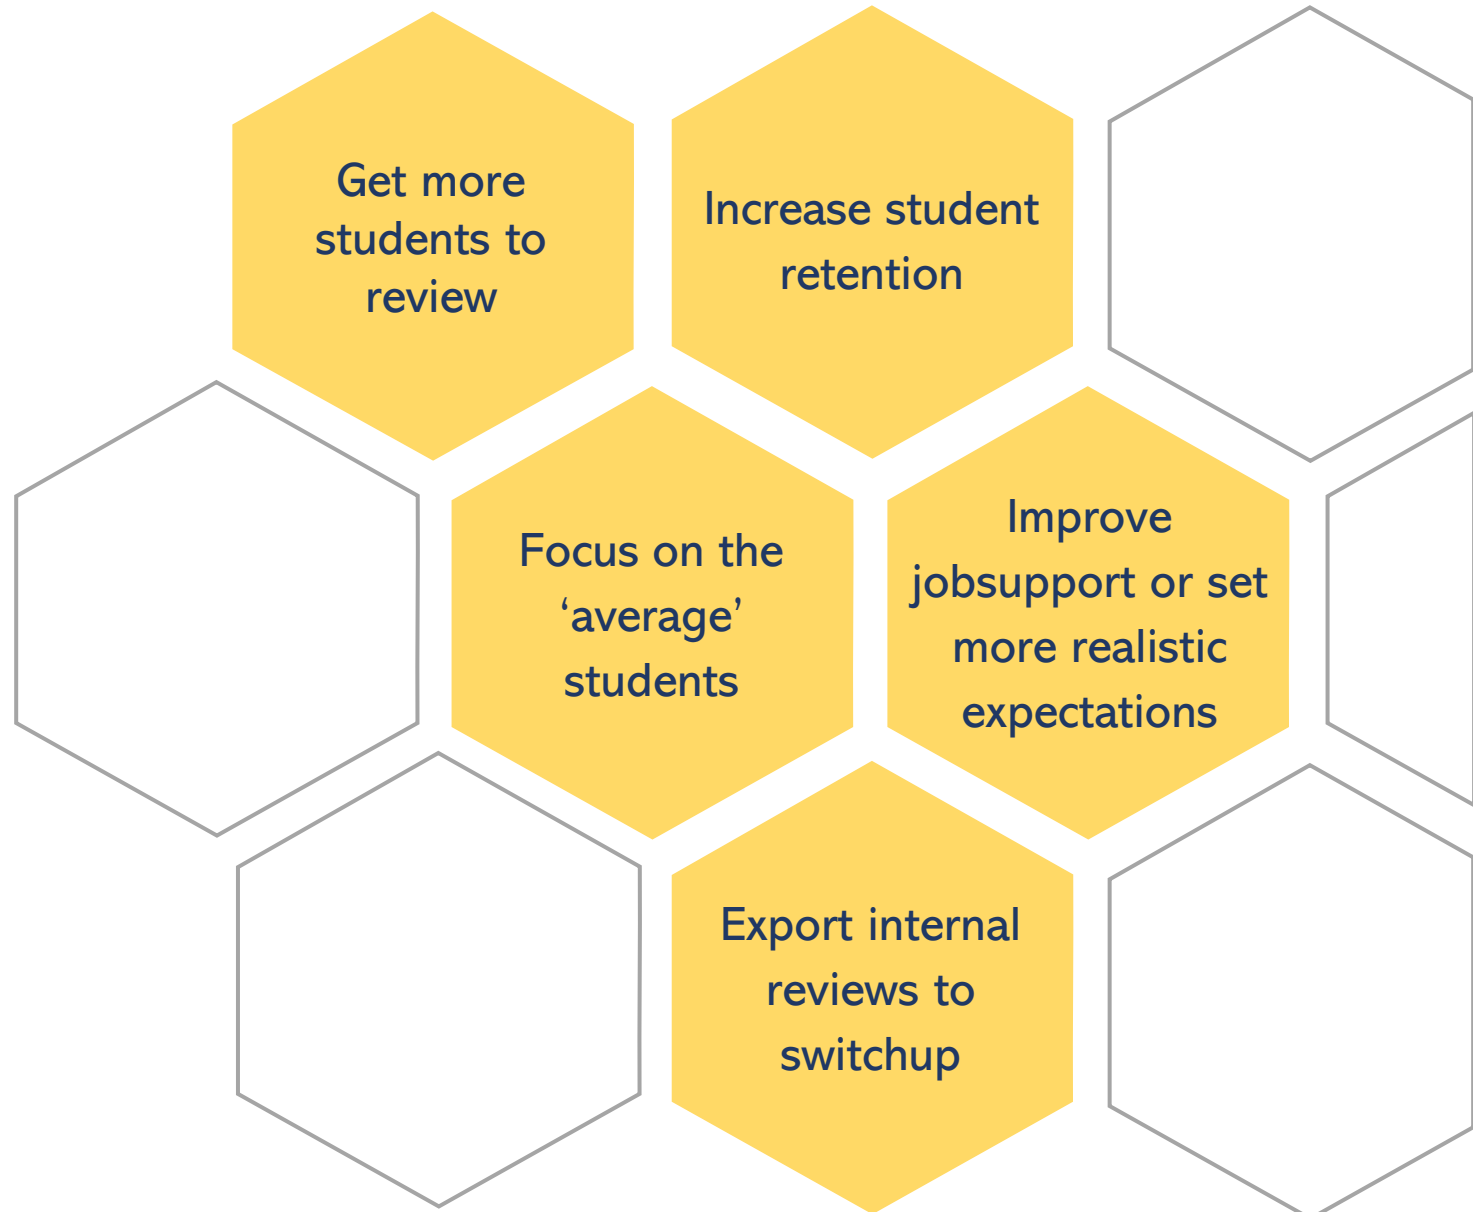 Get more
students to
review
Increase student
retention
Focus on the
‘average’
students
Improve
jobsupport or set
more realistic
expectations
Export internal
reviews to
switchup